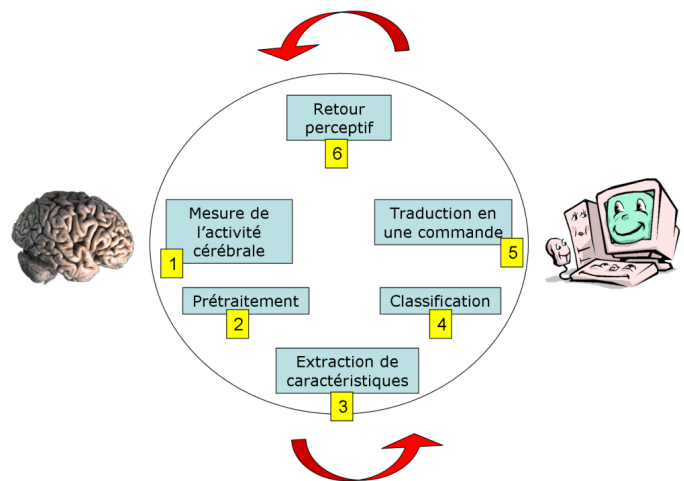 Retour
perceptif
6
Mesure de
l'activité
cérébrale
1
Traduction en
une commande
5
Prétraitement
2
Classification
4
Extraction de
caractéristiques
3